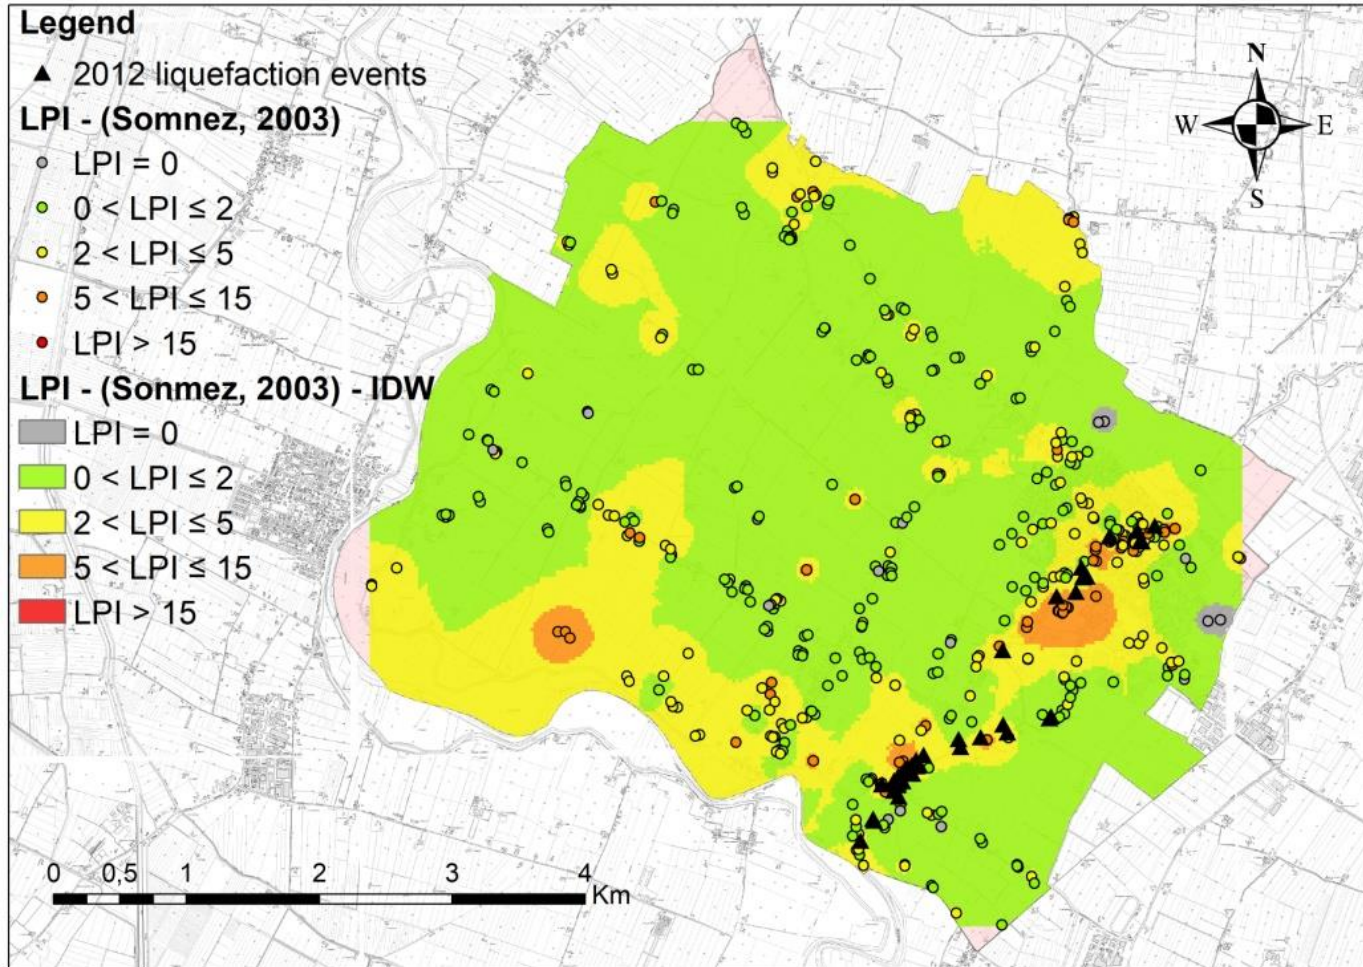 Legend
2012 liquefaction events
LPI - (Somnez, 2003)
LPI = 0
0 < LPI ≤ 2
2 < LPI ≤ 5
5 < LPI ≤ 15
LPI > 15
LPI - (Sonmez, 2003) - IDW
LPI = 0
0 < LPI ≤ 2
2 < LPI ≤ 5
5 < LPI ≤ 15
LPI > 15
N
W E
S
0 0,5 1 2 3 4
Km